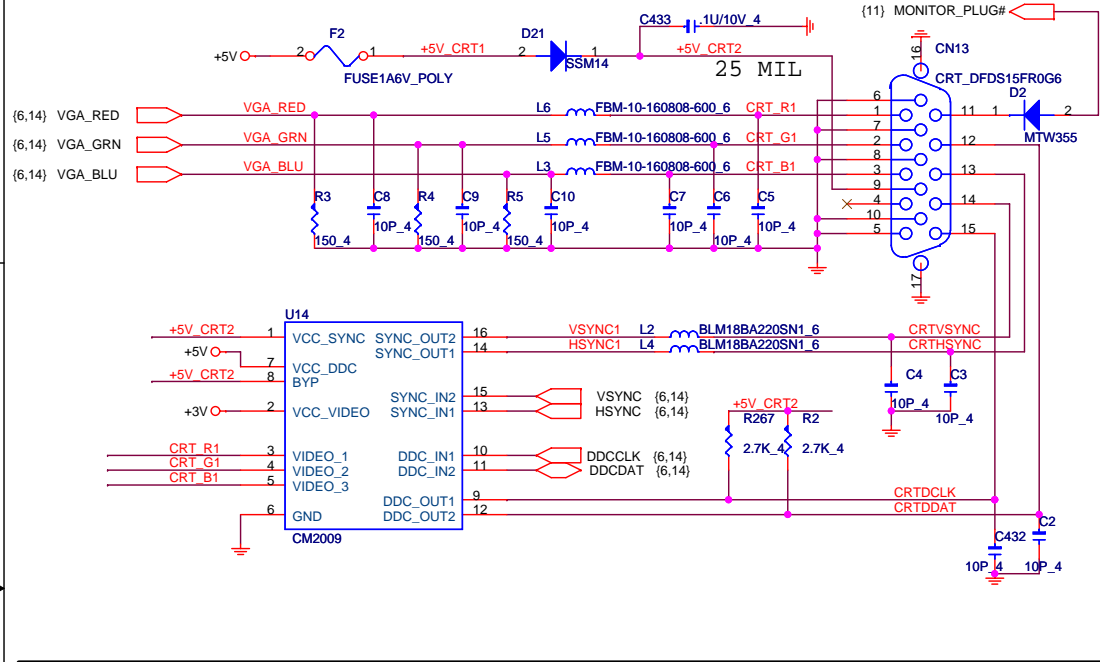 {11} MONITOR_PLUG#
C433 .1U/10V_4
F2
D21
+5V 2 1 +5V_CRT1 2 1 +5V_CRT2
FUSE1A6V_POLY
SSM14
25 MIL
16
CN13
CRT_DFDS15FR0G6
D2
{6,14} VGA_RED VGA_RED L6 FBM-10-160808-600_6 CRT_R1
{6,14} VGA_GRN VGA_GRN L5 FBM-10-160808-600_6 CRT_G1
{6,14} VGA_BLU VGA_BLU L3 FBM-10-160808-600_6 CRT_B1
6
1
7
2
8
3
9
4
10
5
11 1 2
MTW355
12
13
14
15
17
R3 C8 R4 C9 R5 C10 C7 C6 C5
150_4 10P_4 150_4 10P_4 150_4 10P_4 10P_4 10P_4 10P_4
U14
+5V_CRT2 1 VCC_SYNC SYNC_OUT2 16 VSYNC1 L2 BLM18BA220SN1_6 CRTVSYNC
+5V SYNC_OUT1 14 HSYNC1 L4 BLM18BA220SN1_6 CRTHSYNC
7 VCC_DDC
+5V_CRT2 8 BYP
C4 C3
10P_4 10P_4
SYNC_IN2 15 VSYNC {6,14}
+3V 2 VCC_VIDEO SYNC_IN1 13 HSYNC {6,14}
+5V_CRT2
R267 R2
2.7K_4 2.7K_4
CRT_R1 3 VIDEO_1 DDC_IN1 10 DDCCLK {6,14}
CRT_G1 4 VIDEO_2 DDC_IN2 11 DDCDAT {6,14}
CRT_B1 5 VIDEO_3
DDC_OUT1 9 CRTDCLK
6 GND DDC_OUT2 12 CRTDDAT
CM2009
C432 C2
10P_4 10P_4